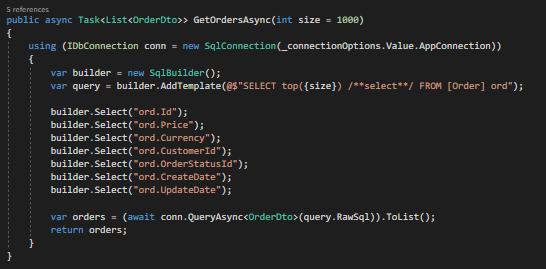 5 references
public async Task<List<OrderDto>> GetOrdersAsync(int size = 1000)
{
using (IDbConnection conn = new SqlConnection(_connectionOptions.Value.AppConnection))
{
var builder = new SqlBuilder();
var query = builder.AddTemplate(@$"SELECT top({size}) /**select**/ FROM [Order] ord");
builder.Select("ord.Id");
builder.Select("ord.Price");
builder.Select("ord.Currency");
builder.Select("ord.CustomerId");
builder.Select("ord.OrderStatusId");
builder.Select("ord.CreateDate");
builder.Select("ord.UpdateDate");
var orders = (await conn.QueryAsync<OrderDto>(query.RawSql)).ToList();
return orders;
}
}